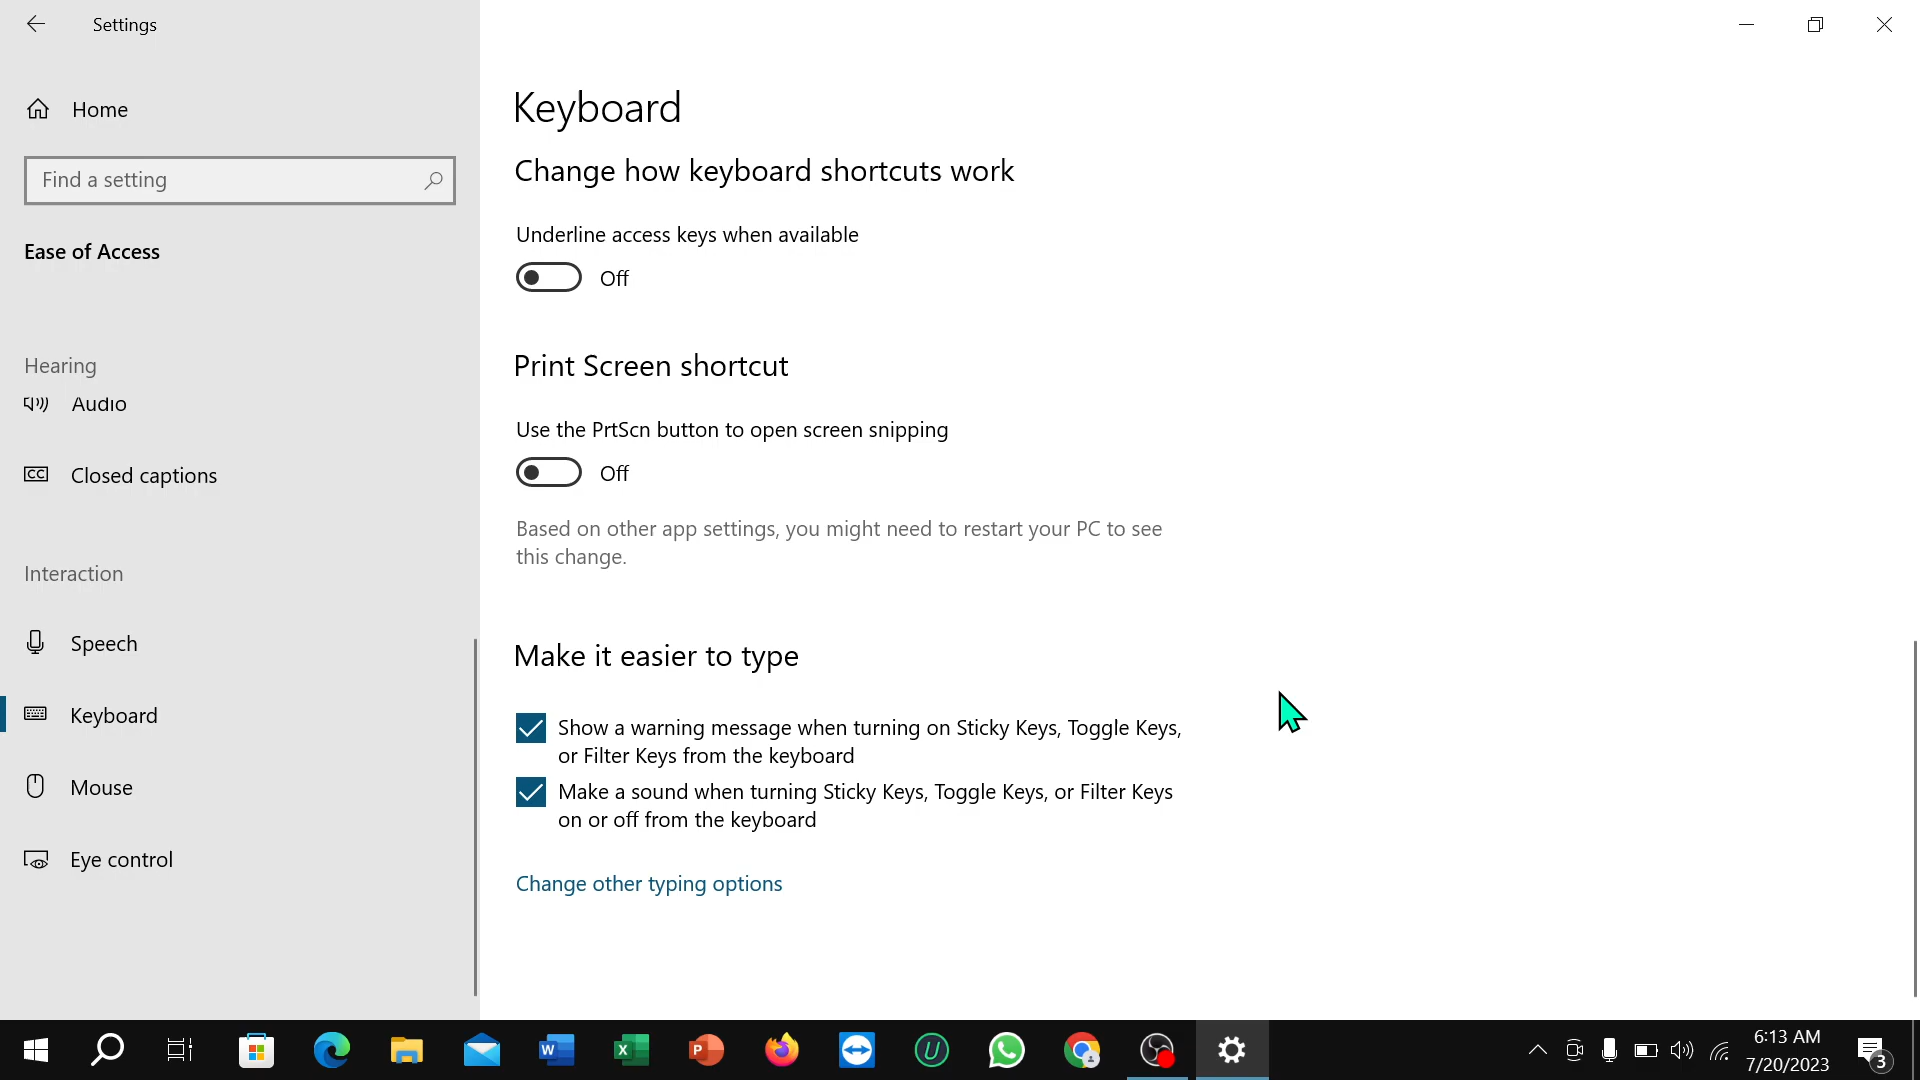 Settings
Home
Find a setting
Ease of Access
Hearing
Audio
Closed captions
Interaction
Speech
Keyboard
Mouse
Eye control
Keyboard
Change how keyboard shortcuts work
Underline access keys when available
Off
Print Screen shortcut
Use the PrtScn button to open screen snipping
Off
Based on other app settings, you might need to restart your PC to see
this change.
Make it easier to type
Show a warning message when turning on Sticky Keys, Toggle Keys,
or Filter Keys from the keyboard
Make a sound when turning Sticky Keys, Toggle Keys, or Filter Keys
on or off from the keyboard
Change other typing options
6:13 AM
7/20/2023
3